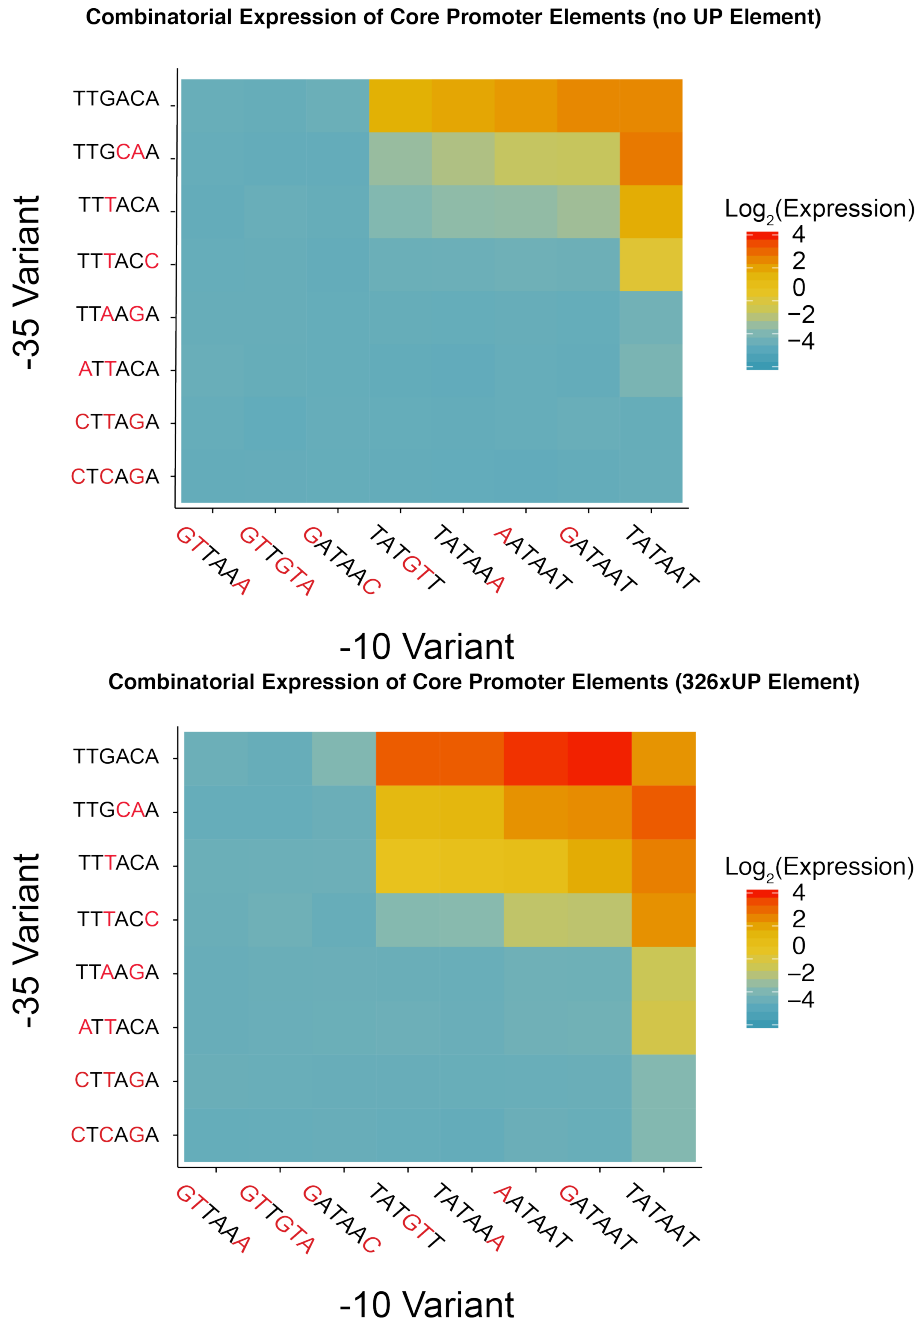 Combinatorial Expression of Core Promoter Elements (no UP Element)
-35 Variant
TTGACA
TTGCAA
TTTACA
TTTACC
TTAAGA
ATTACA
CTTAGA
CTCAGA
GTTAAA
GTTGTA
GATAAC
TATGTT
TATAAA
AATAAT
GATAAT
TATAAT
-10 Variant
Log2(Expression)
4
2
0
−2
−4
Combinatorial Expression of Core Promoter Elements (326xUP Element)
-35 Variant
TTGACA
TTGCAA
TTTACA
TTTACC
TTAAGA
ATTACA
CTTAGA
CTCAGA
GTTAAA
GTTGTA
GATAAC
TATGTT
TATAAA
AATAAT
GATAAT
TATAAT
-10 Variant
Log2(Expression)
4
2
0
−2
−4